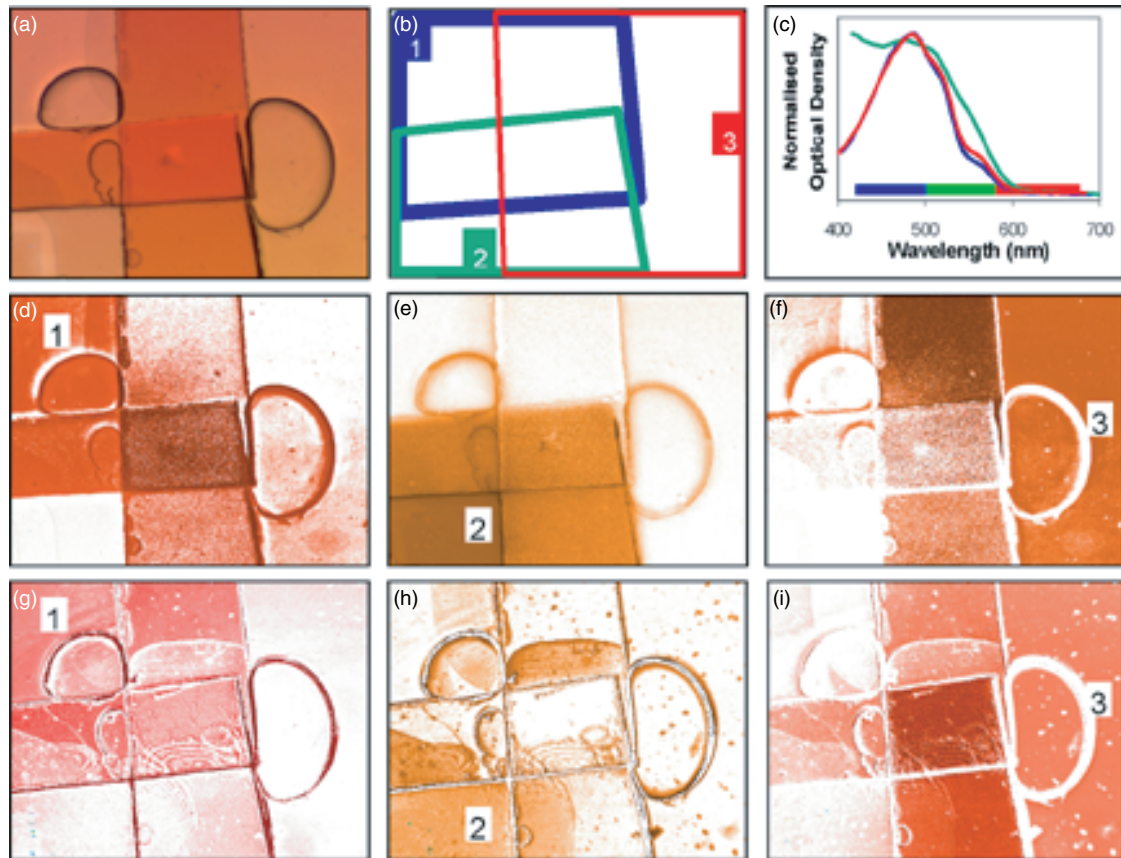 (a)
(b)
1
2
3
(c)
Normalised
Optical Density
400 500 600 700
Wavelength (nm)
(d)
1
(e)
2
(f)
3
(g)
1
(h)
2
(i)
3